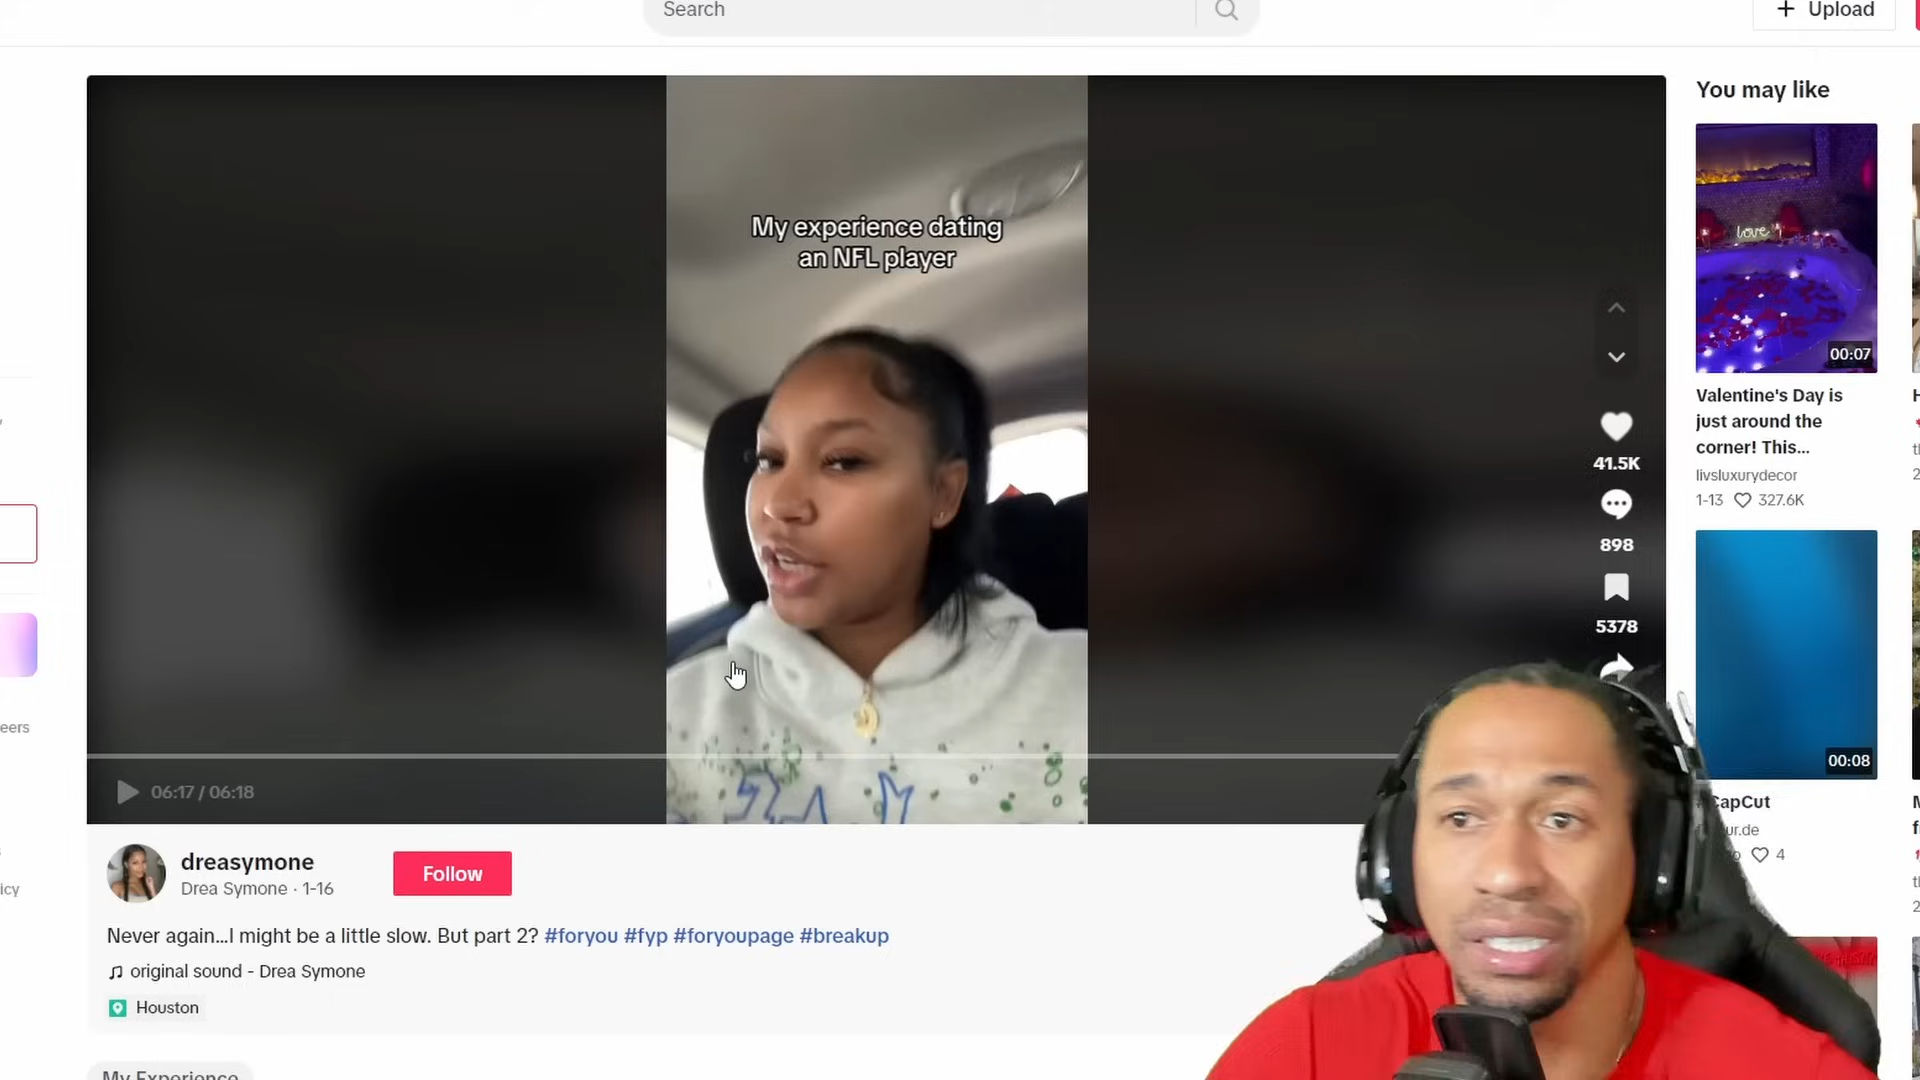 Search
Upload
You may like
My experience dating
an NFL player
love
00:07
41.5K
Valentine's Day is
just around the
corner! This...
livsluxurydecor
1-13 327.6K
898
5378
00:08
06:17 / 06:18
CapCut
ur.de
4
dreasymone
Drea Symone · 1-16
Follow
eers
icy
Never again...I might be a little slow. But part 2? #foryou #fyp #foryoupage #breakup
original sound - Drea Symone
Houston
My Experience